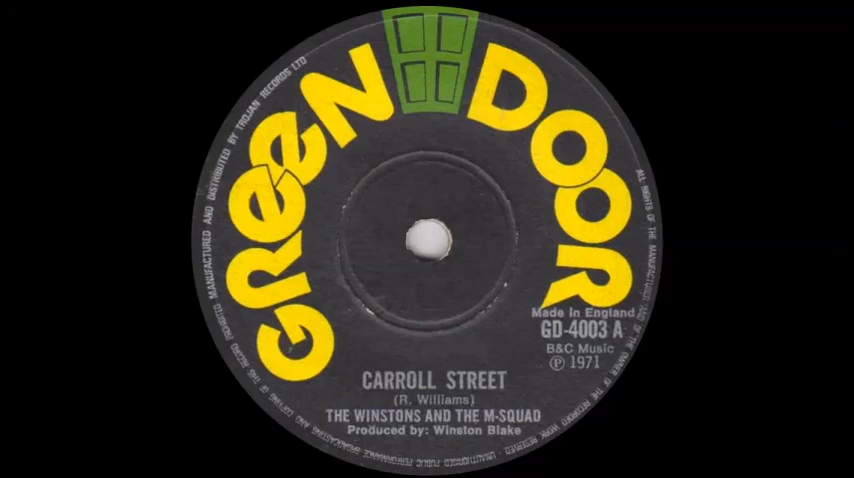 GREEN DOOR
MANUFACTURED AND DISTRIBUTED BY TROJAN RECORDS LTD
ALL RIGHTS OF THE MANUFACTURER AND OF THE OWNER OF THE RECORDED WORK RESERVED · UNAUTHORISED PUBLIC PERFORMANCE BROADCASTING AND COPYING OF THIS RECORD PROHIBITED
Made in England
GD-4003 A
B&C Music
℗ 1971
CARROLL STREET
(R. Williams)
THE WINSTONS AND THE M-SQUAD
Produced by: Winston Blake